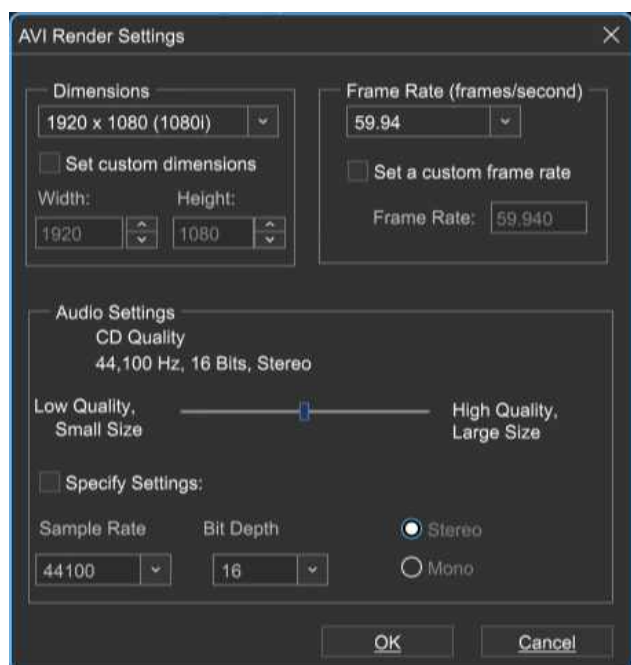 AVI Render Settings
Dimensions
1920 x 1080 (1080i)
Set custom dimensions
Width: Height:
1920 1080
Frame Rate (frames/second)
59.94
Set a custom frame rate
Frame Rate: 59.940
Audio Settings
CD Quality
44,100 Hz, 16 Bits, Stereo
Low Quality,
Small Size
High Quality,
Large Size
Specify Settings:
Sample Rate Bit Depth
44100 16
Stereo
Mono
OK Cancel